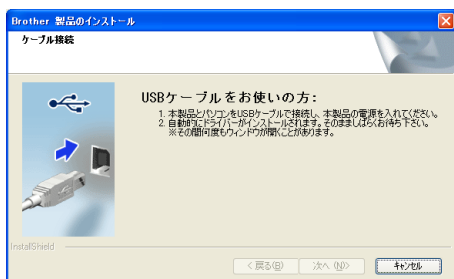 Brother 製品のインストール
ケーブル接続
USBケーブルをお使いの方:
1. 本製品とパソコンをUSBケーブルで接続し、本製品の電源を入れてください。
2. 自動的にドライバーがインストールされます。そのまましばらくお待ち下さい。
※その間何度もウィンドウが開くことがあります。
InstallShield
< 戻る(B) 次へ (N)> キャンセル